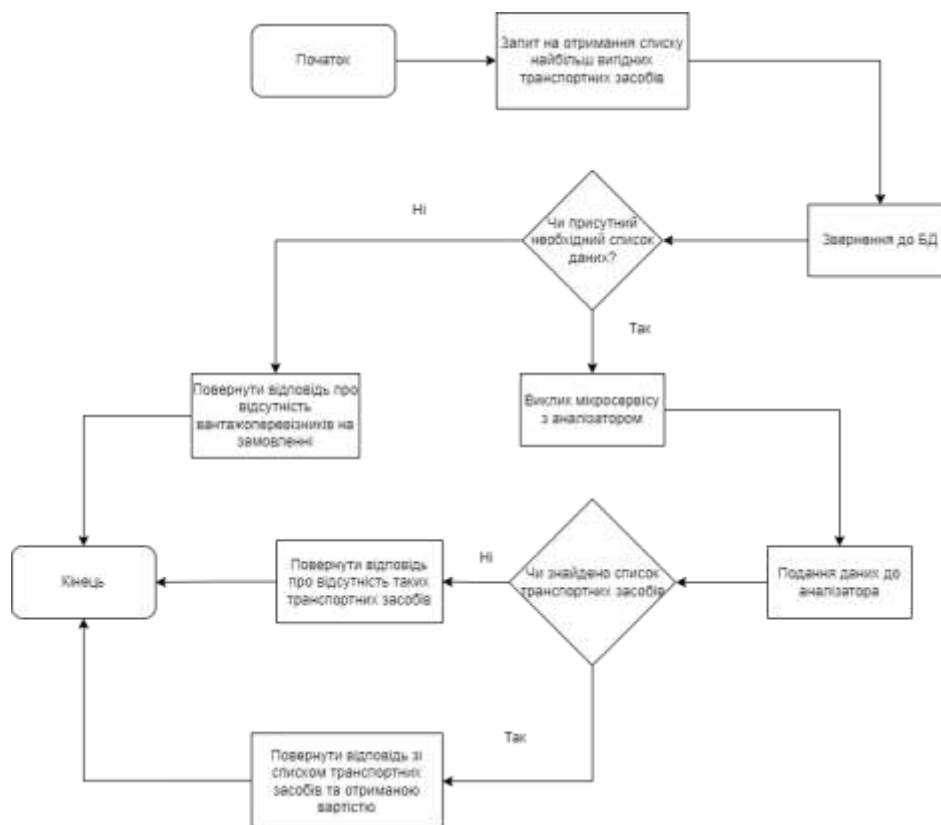 Початок
Запит на отримання списку
найбільш вигідних
транспортних засобів
Ні
Чи присутний
необхідний список
даних?
Звернення до БД
Так
Повернути відповідь про
відсутність
вантажоперевізників на
замовленні
Виклик мікросервісу
з аналізатором
Кінець
Повернути відповідь
про відсутність таких
транспортних засобів
Ні
Чи знайдено список
транспортних засобів
Подання даних до
аналізатора
Так
Повернути відповідь зі
списком транспортних
засобів та отриманою
вартістю